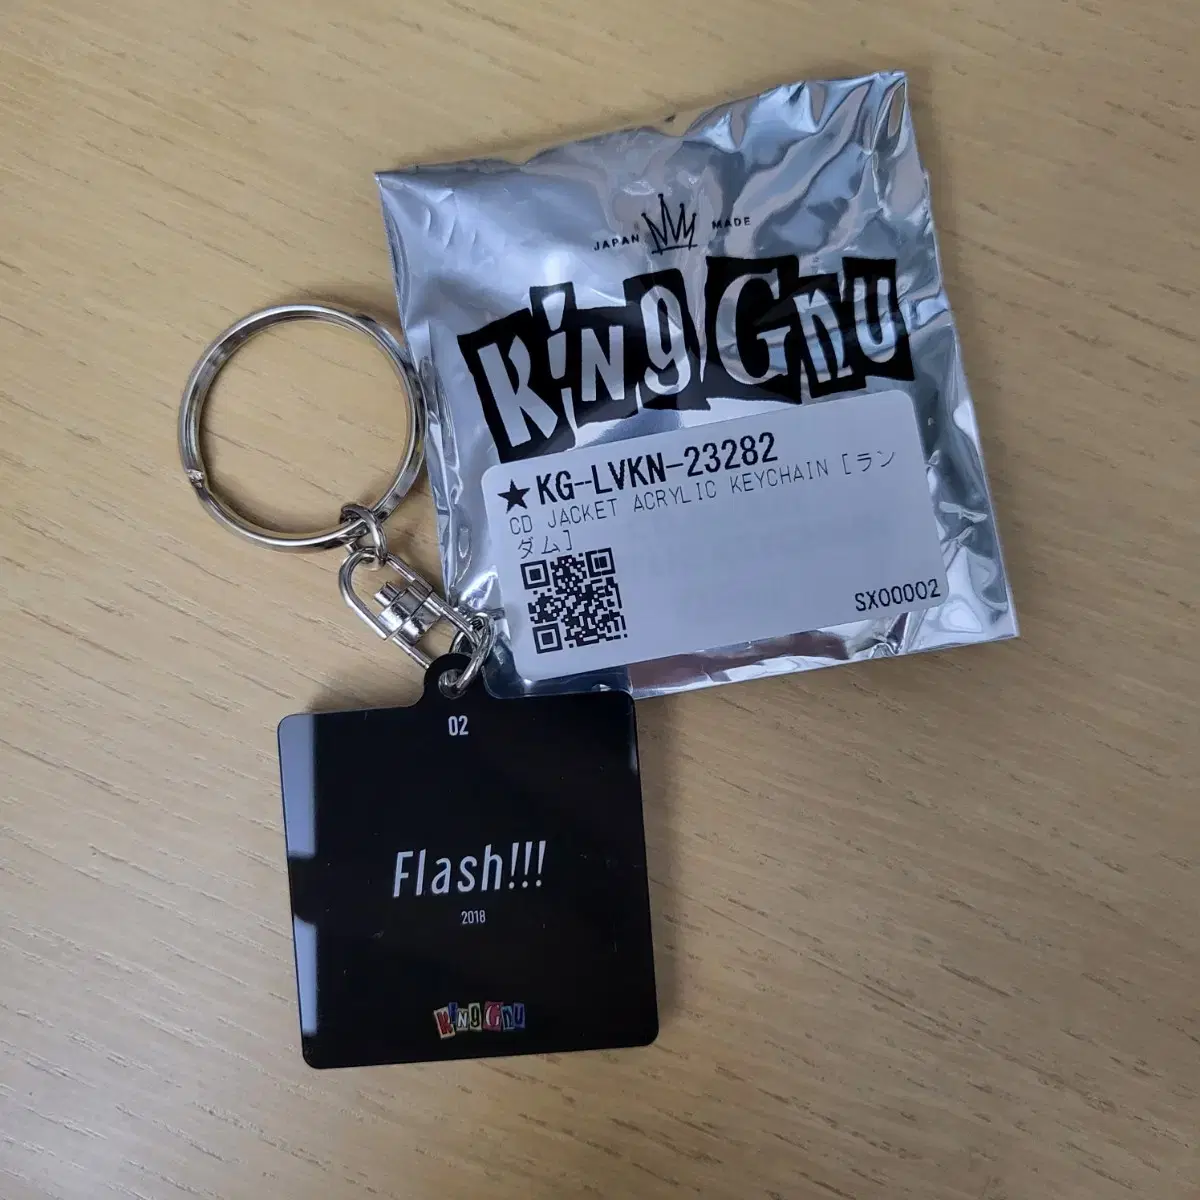 JAPAN MADE
King Gnu
★KG-LVKN-23282
CD JACKET ACRYLIC KEYCHAIN [ラン
ダム]
SX00002
02
Flash!!!
2018
King Gnu